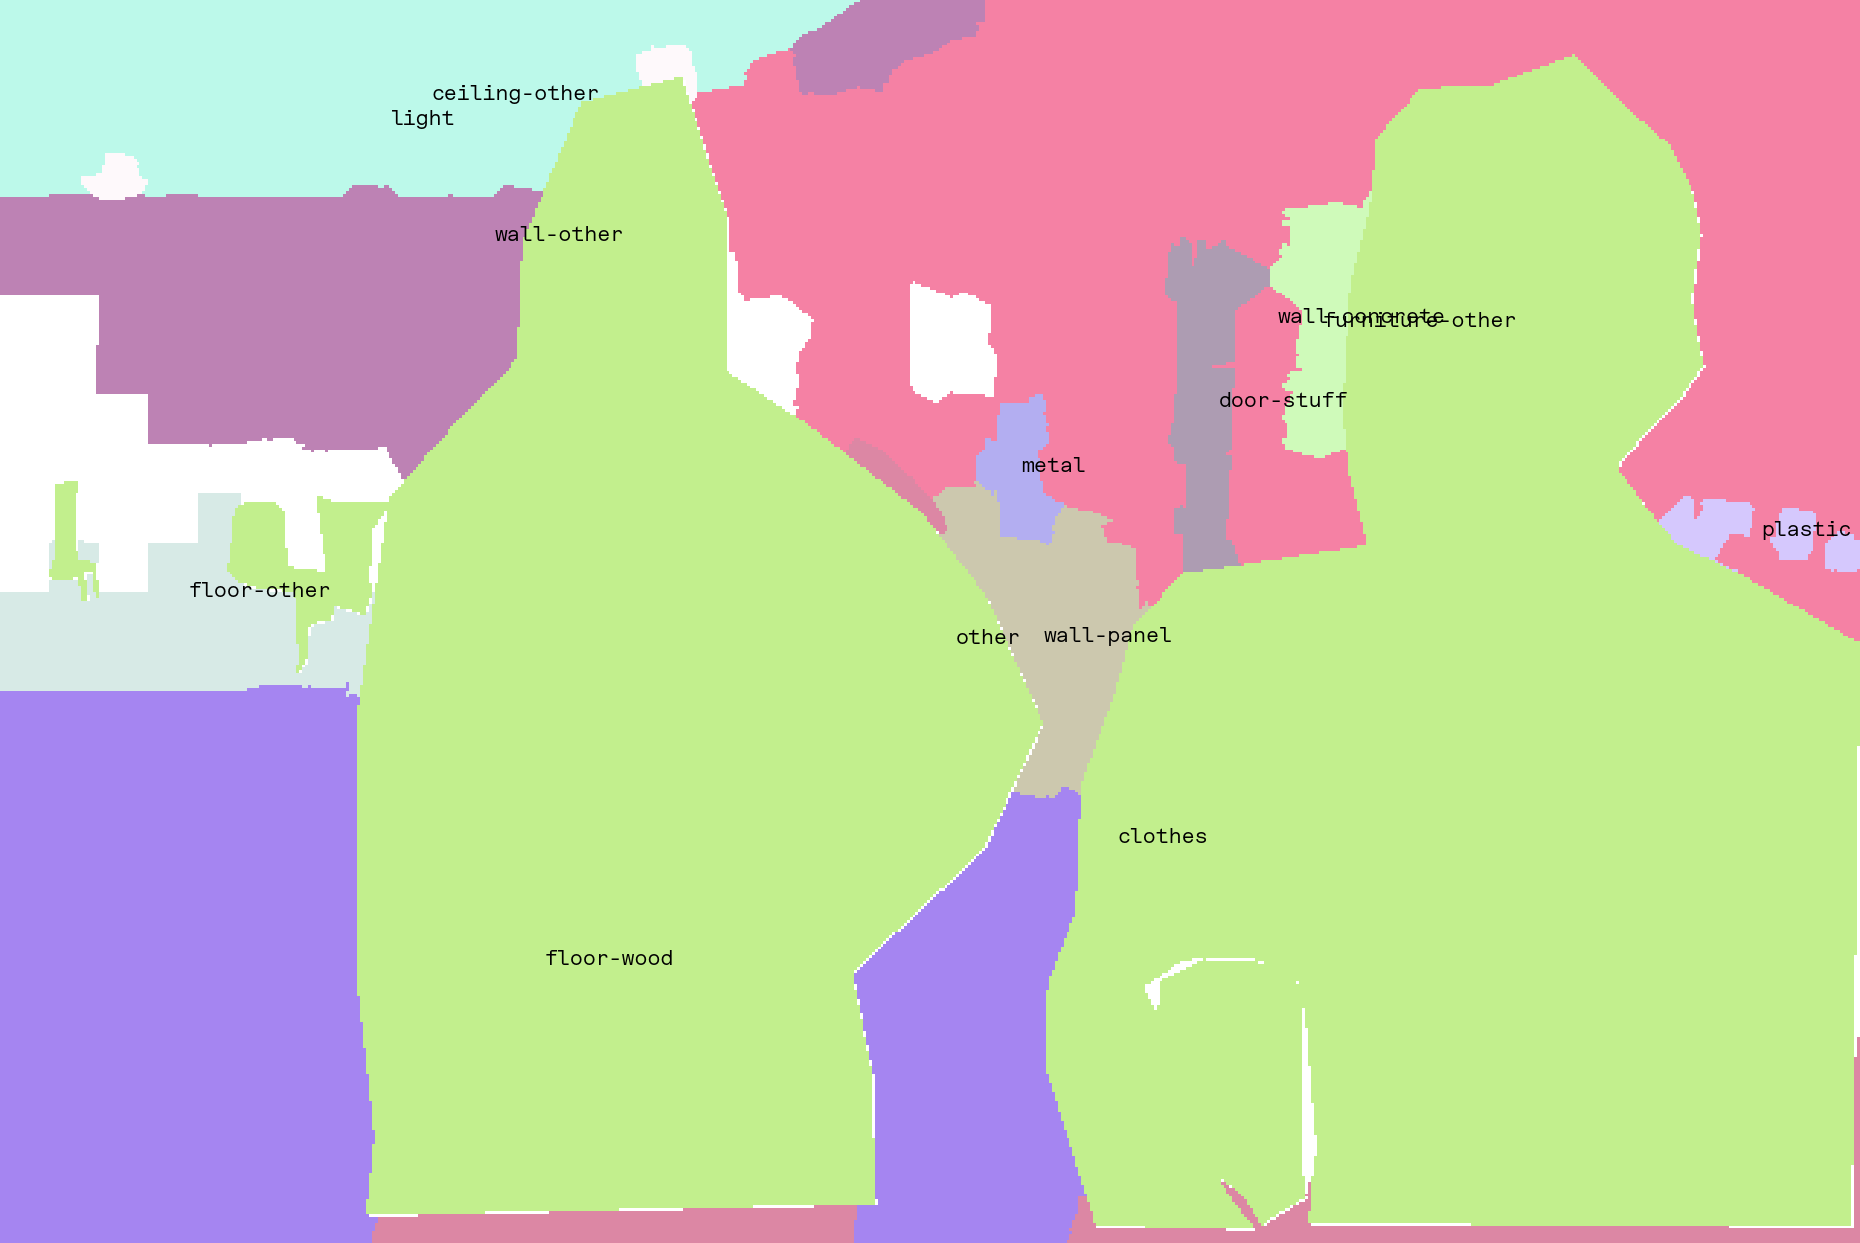 ceiling-other
light
wall-other
wall-concrete
furniture-other
door-stuff
metal
plastic
floor-other
other
wall-panel
clothes
floor-wood